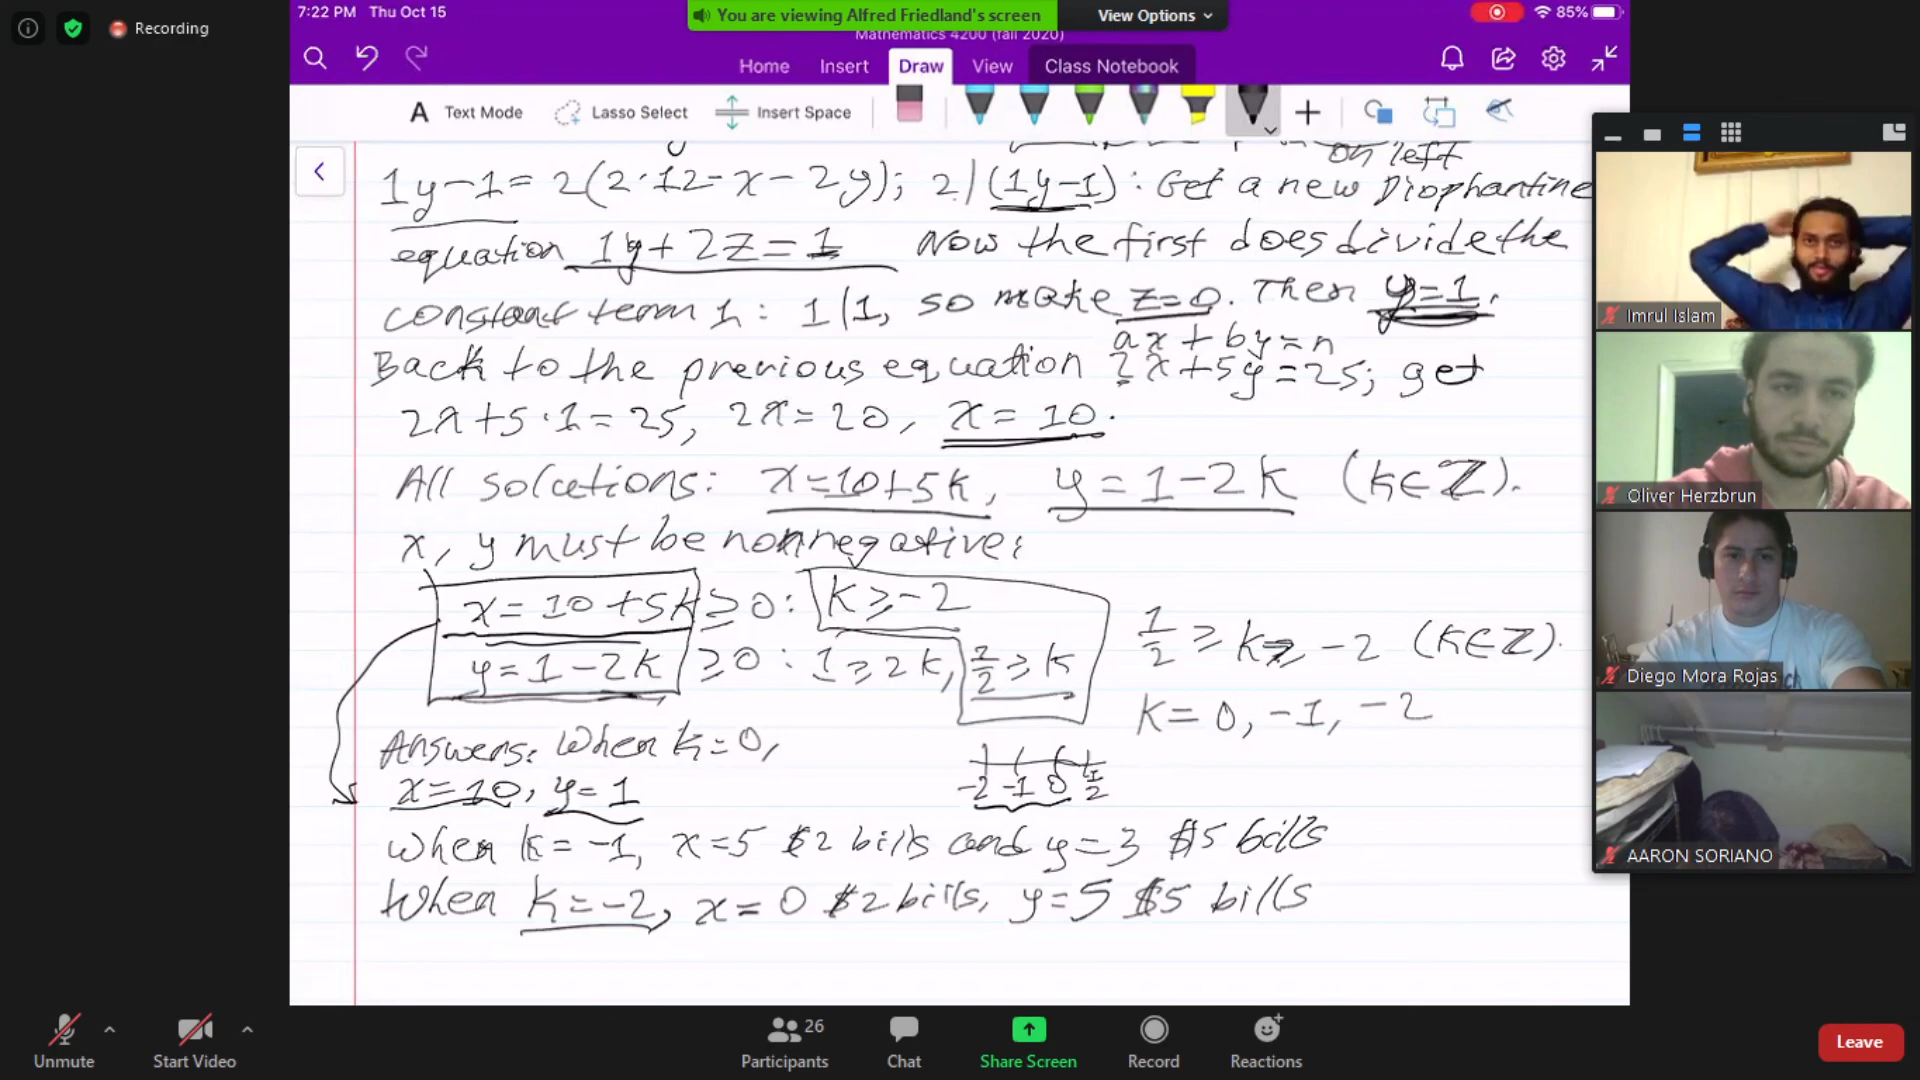 7:22 PM Thu Oct 15
You are viewing Alfred Friedland's screen
View Options
85%
Recording
Mathematics 4200 (fall 2020)
Home Insert Draw View Class Notebook
A Text Mode Lasso Select Insert Space
on left
1y-1 = 2(2·12-x-2y); 2|(1y-1): Get a new Diophantine
equation 1y+2z=1 Now the first does divide the
constant term 1: 1|1, so make z=0. Then y=1.
ax+by=n
Back to the previous equation 2x+5y=25; get
2x+5·1=25, 2x=20, x=10.
All solutions: x=10+5k, y=1-2k (k∈Z).
x, y must be nonnegative:
x=10+5k≥0: k≥-2
y=1-2k≥0: 1≥2k, 1/2≥k
1/2≥k≥-2 (k∈Z).
k=0, -1, -2
Answers: When k=0,
x=10, y=1
-2 -1 0 1/2
When k=-1, x=5 $2 bills and y=3 $5 bills
When k=-2, x=0 $2 bills, y=5 $5 bills
Imrul Islam
Oliver Herzbrun
Diego Mora Rojas
AARON SORIANO
Unmute Start Video
26
Participants Chat Share Screen Record Reactions
Leave